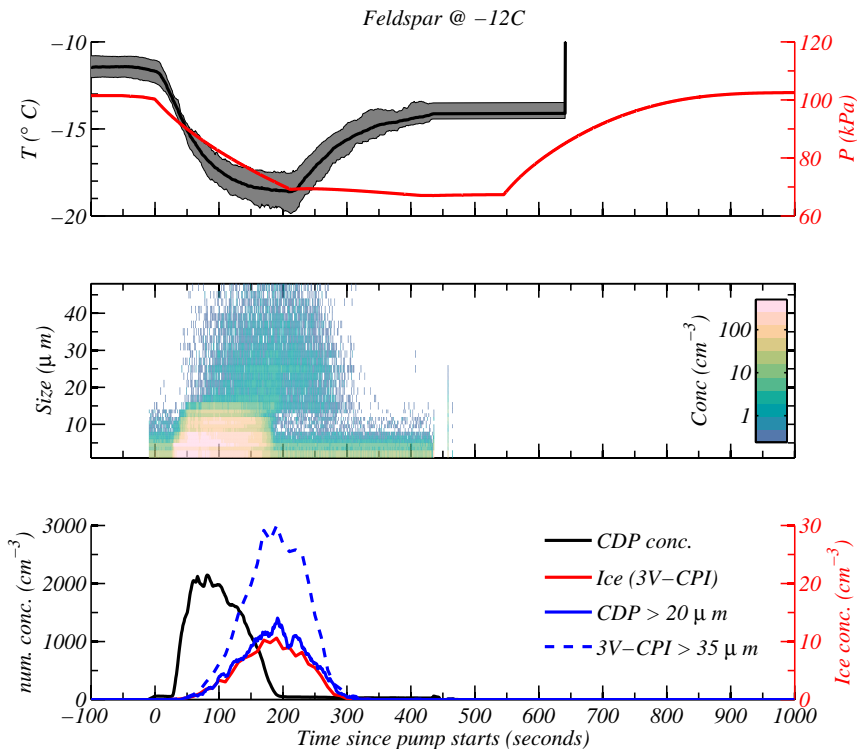 Feldspar @ −12C
−10
−15
−20
T (° C)
120
100
80
60
P (kPa)
40
30
20
10
Size (μ m)
Conc (cm⁻³)
100
10
1
3000
2000
1000
0
num. conc. (cm⁻³)
CDP conc.
Ice (3V−CPI)
CDP > 20 μ m
3V−CPI > 35 μ m
30
20
10
0
Ice conc. (cm⁻³)
−100 0 100 200 300 400 500 600 700 800 900 1000
Time since pump starts (seconds)